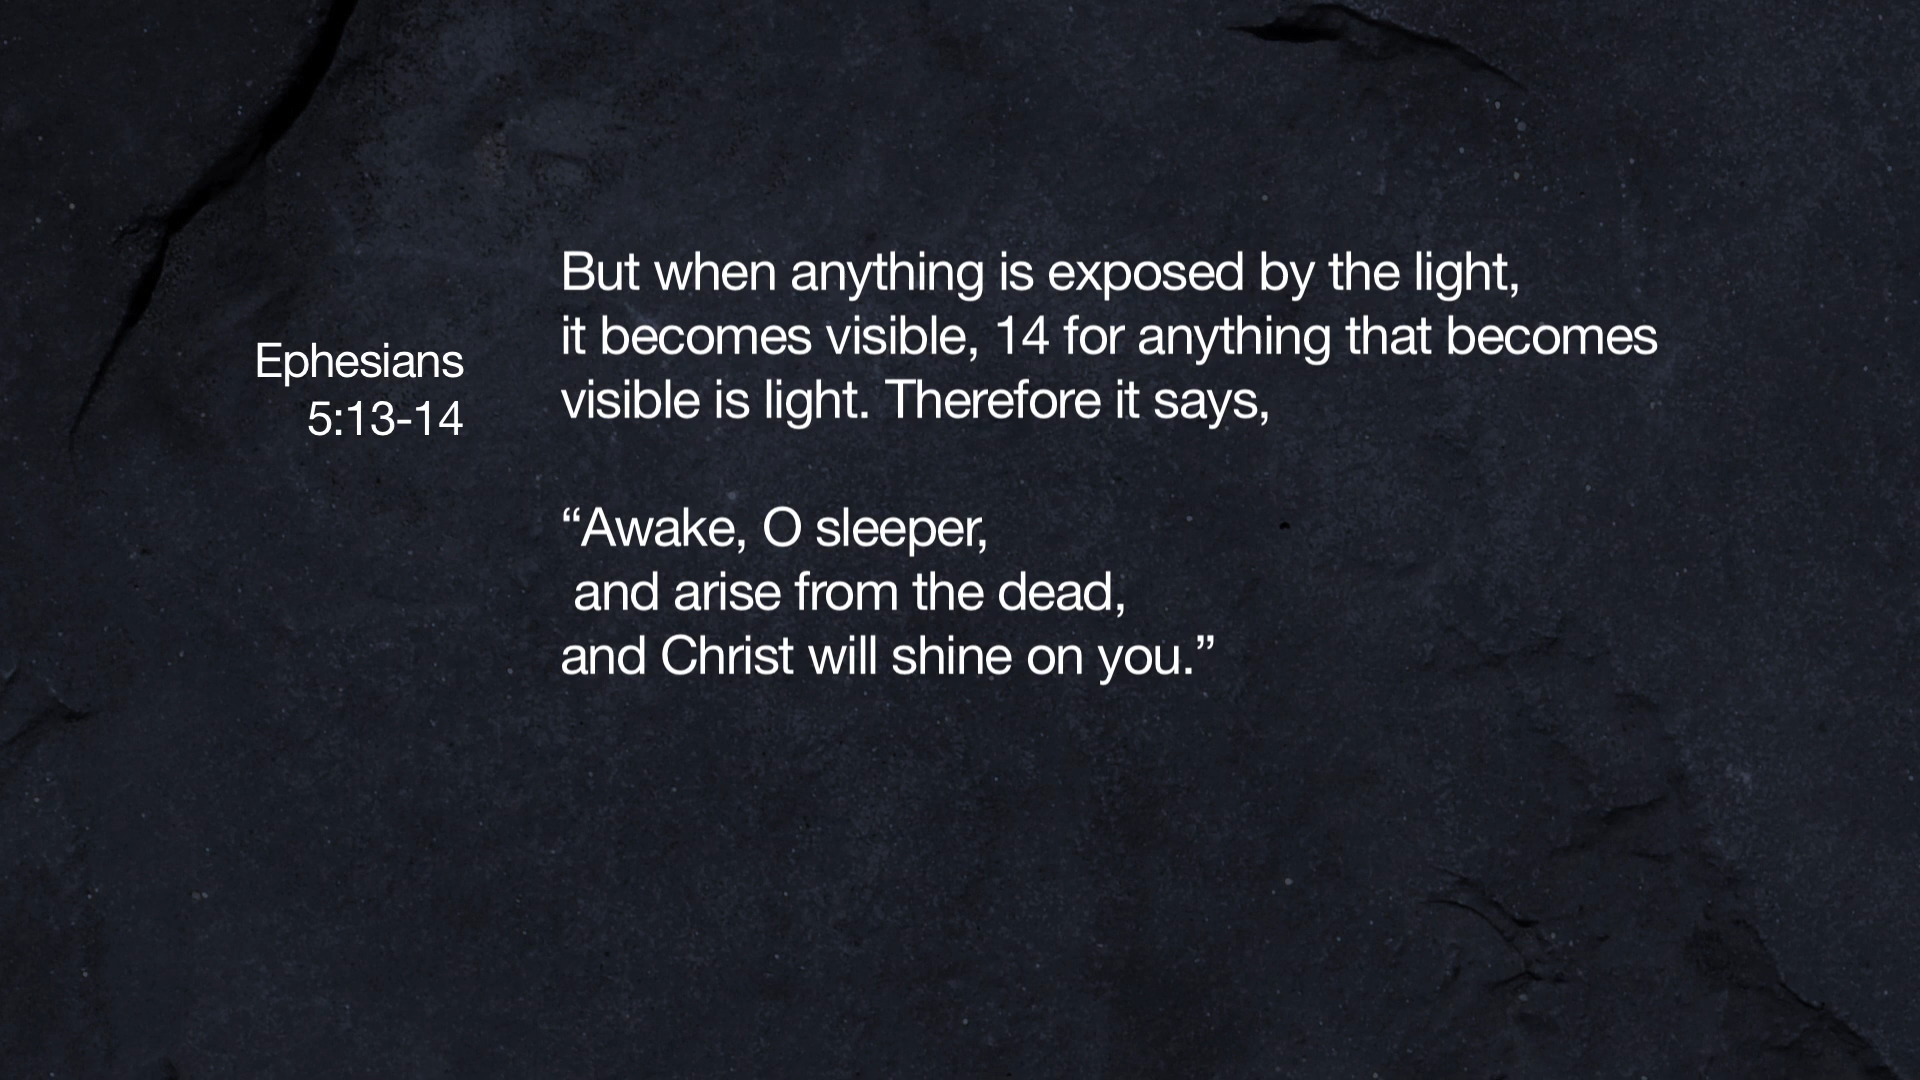 Ephesians
5:13-14
But when anything is exposed by the light,
it becomes visible, 14 for anything that becomes
visible is light. Therefore it says,
“Awake, O sleeper,
and arise from the dead,
and Christ will shine on you.”